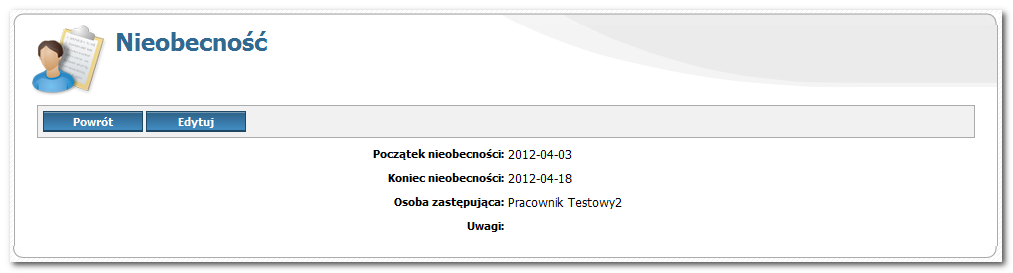 Nieobecność
Powrót Edytuj
Początek nieobecności: 2012-04-03
Koniec nieobecności: 2012-04-18
Osoba zastępująca: Pracownik Testowy2
Uwagi: